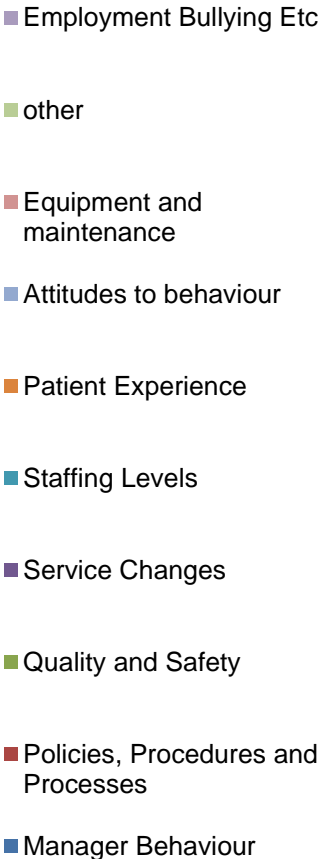 Employment Bullying Etc
other
Equipment and
maintenance
Attitudes to behaviour
Patient Experience
Staffing Levels
Service Changes
Quality and Safety
Policies, Procedures and
Processes
Manager Behaviour